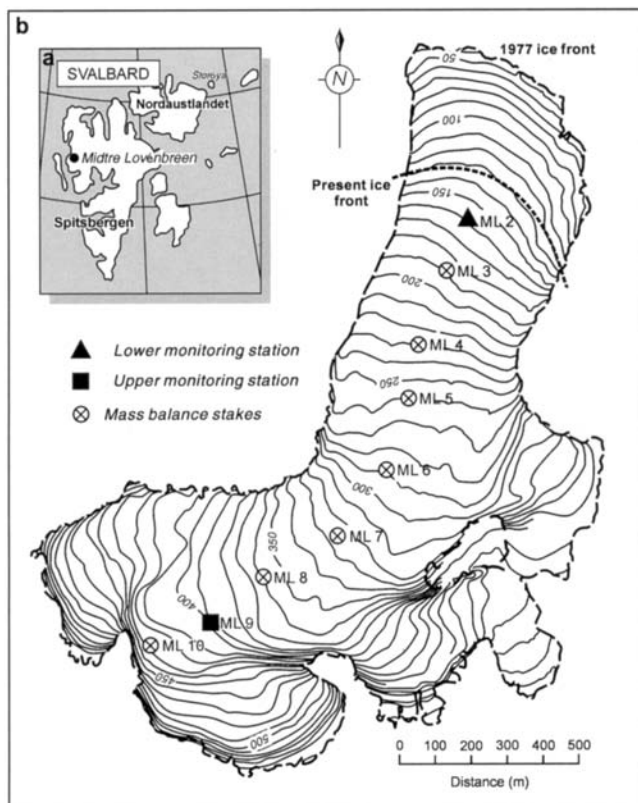 b
a
SVALBARD
Storøya
Nordaustlandet
Midtre Lovenbreen
Spitsbergen
N
1977 ice front
50
100
Present ice
front
150
ML 2
ML 3
200
ML 4
250
ML 5
ML 6
300
ML 7
350
ML 8
400
ML 9
ML 10
450
500
Lower monitoring station
Upper monitoring station
Mass balance stakes
0 100 200 300 400 500
Distance (m)